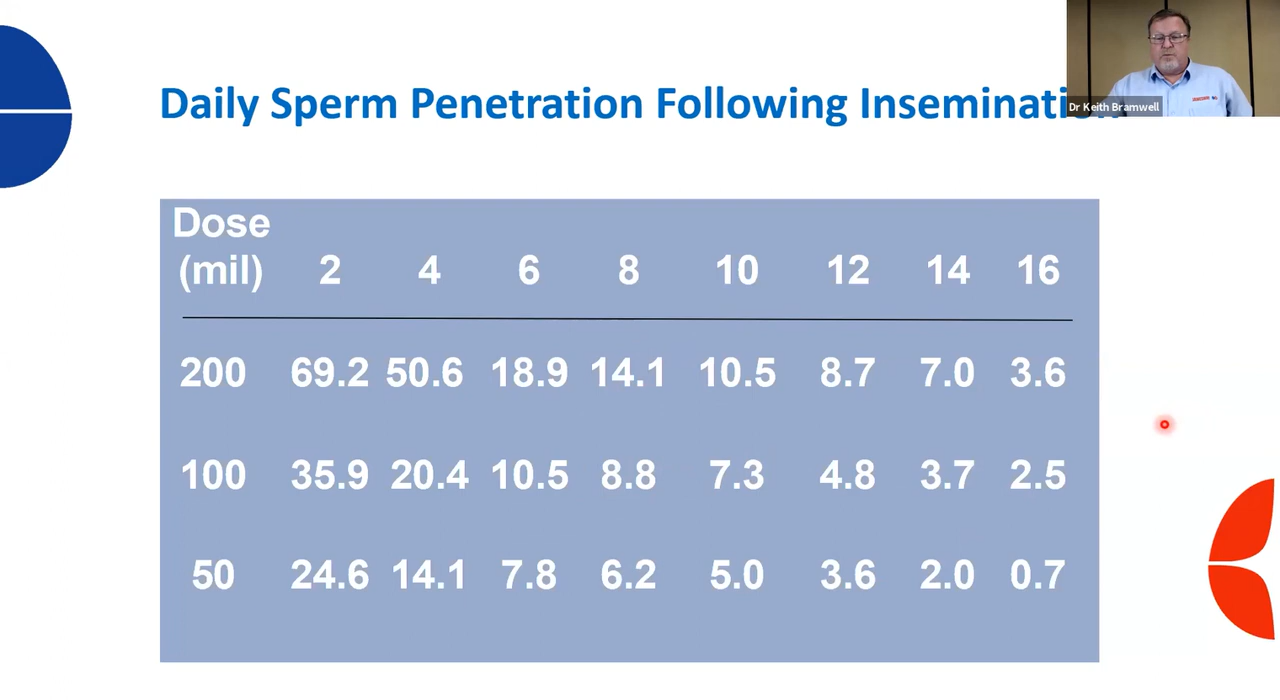 Daily Sperm Penetration Following Insemination
Dr Keith Bramwell
Dose
(mil) 2 4 6 8 10 12 14 16
200 69.2 50.6 18.9 14.1 10.5 8.7 7.0 3.6
100 35.9 20.4 10.5 8.8 7.3 4.8 3.7 2.5
50 24.6 14.1 7.8 6.2 5.0 3.6 2.0 0.7